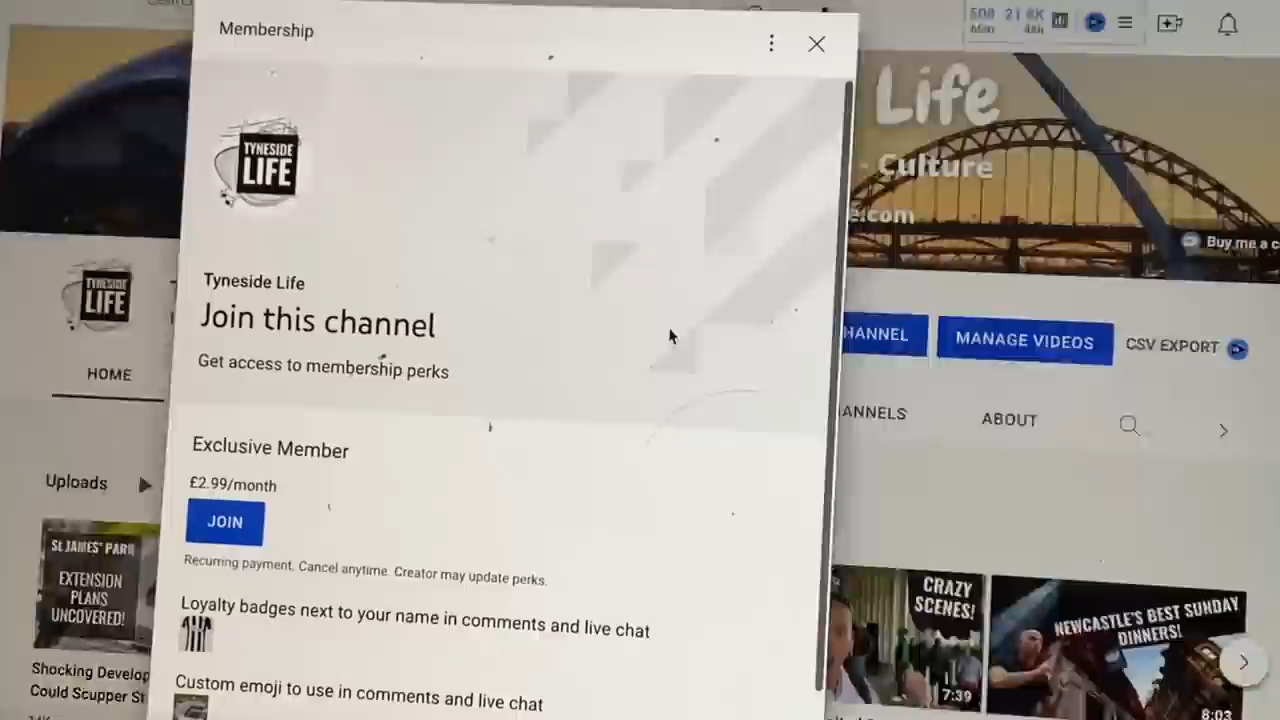 Membership
TYNESIDE
LIFE
Tyneside Life
Join this channel
Get access to membership perks
Exclusive Member
£2.99/month
JOIN
Recurring payment. Cancel anytime. Creator may update perks.
Loyalty badges next to your name in comments and live chat
Custom emoji to use in comments and live chat
TYNESIDE
LIFE
HOME
Uploads
St JAMES' PARK
EXTENSION
PLANS
UNCOVERED!
Shocking Develop
Could Scupper St
Life
Culture
e.com
Buy me a c
HANNEL
MANAGE VIDEOS
CSV EXPORT
ANNELS
ABOUT
CRAZY
SCENES!
7:39
NEWCASTLE'S BEST SUNDAY
DINNERS!
8:03